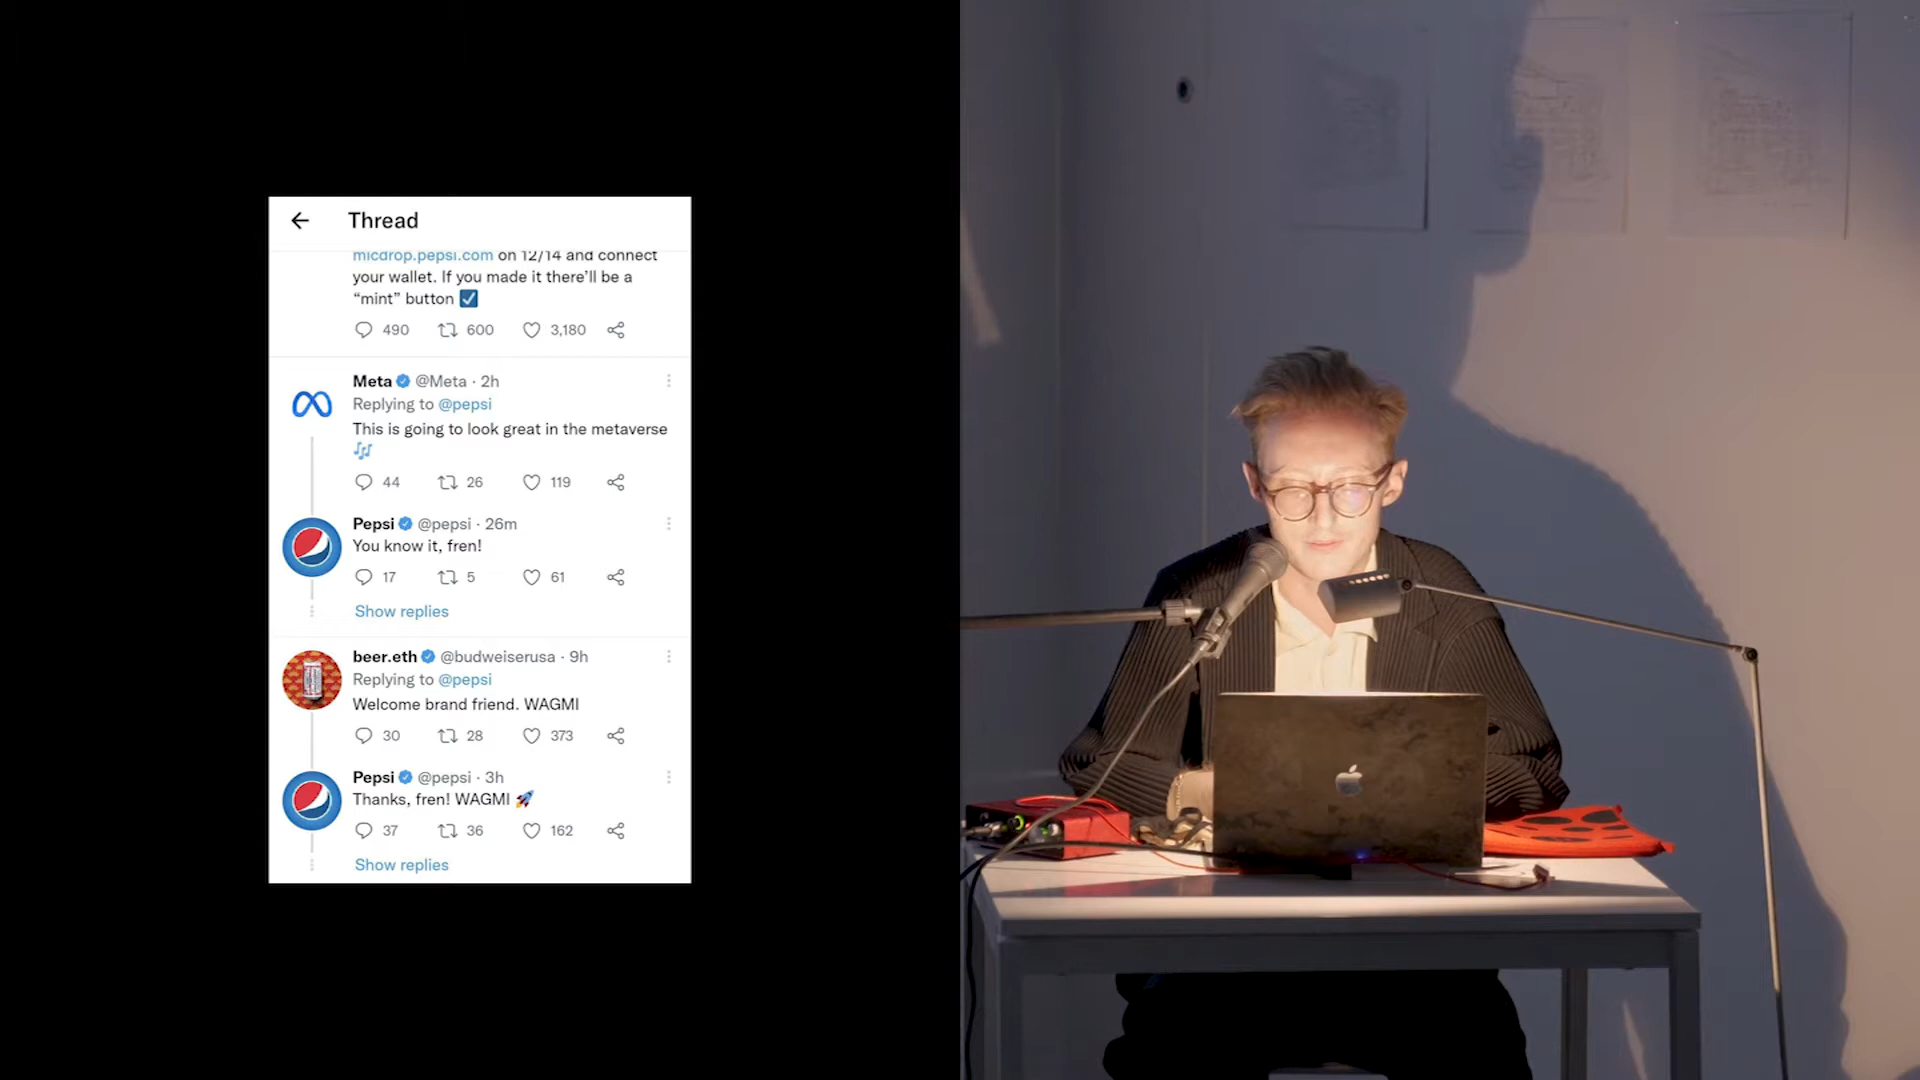 Thread
micdrop.pepsi.com on 12/14 and connect
your wallet. If you made it there'll be a
“mint” button ☑
490 600 3,180
Meta @Meta · 2h
Replying to @pepsi
This is going to look great in the metaverse
🎶
44 26 119
Pepsi @pepsi · 26m
You know it, fren!
17 5 61
Show replies
beer.eth @budweiserusa · 9h
Replying to @pepsi
Welcome brand friend. WAGMI
30 28 373
Pepsi @pepsi · 3h
Thanks, fren! WAGMI 🚀
37 36 162
Show replies